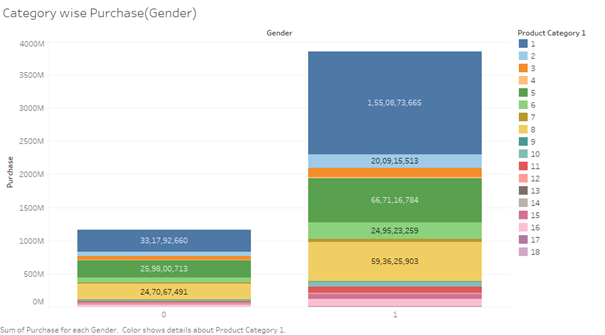 Category wise Purchase(Gender)
Gender
Product Category 1
4000M
3500M
3000M
2500M
2000M
1500M
1000M
500M
0M
Purchase
33,17,92,660
25,98,00,713
24,70,67,491
1,55,08,73,665
20,09,15,513
66,71,16,784
24,95,23,259
59,36,25,903
0
1
1
2
3
4
5
6
7
8
9
10
11
12
13
14
15
16
17
18
Sum of Purchase for each Gender. Color shows details about Product Category 1.